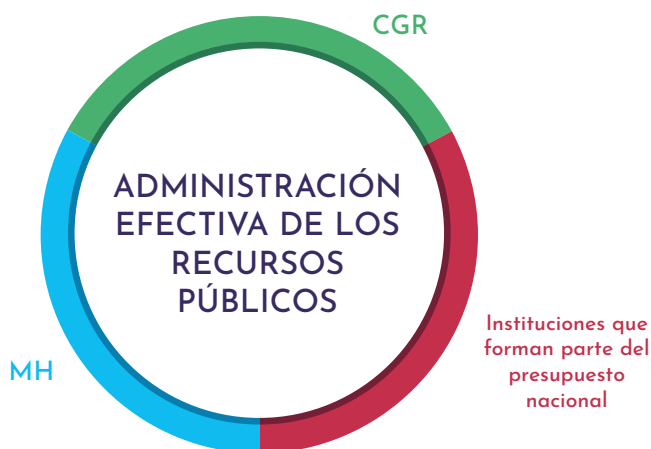 CGR
ADMINISTRACIÓN
EFECTIVA DE LOS
RECURSOS
PÚBLICOS
Instituciones que
forman parte del
presupuesto
nacional
MH